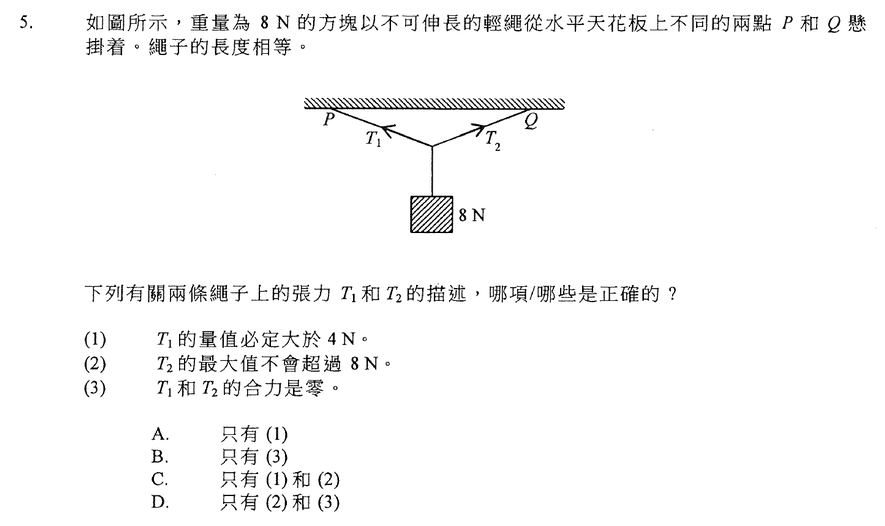 5. 如圖所示，重量為 8 N 的方塊以不可伸長的輕繩從水平天花板上不同的兩點 P 和 Q 懸
掛着。繩子的長度相等。
P Q
T₁ T₂
8 N
下列有關兩條繩子上的張力 T₁ 和 T₂ 的描述，哪項/哪些是正確的？
(1) T₁ 的量值必定大於 4 N。
(2) T₂ 的最大值不會超過 8 N。
(3) T₁ 和 T₂ 的合力是零。
A. 只有 (1)
B. 只有 (3)
C. 只有 (1) 和 (2)
D. 只有 (2) 和 (3)